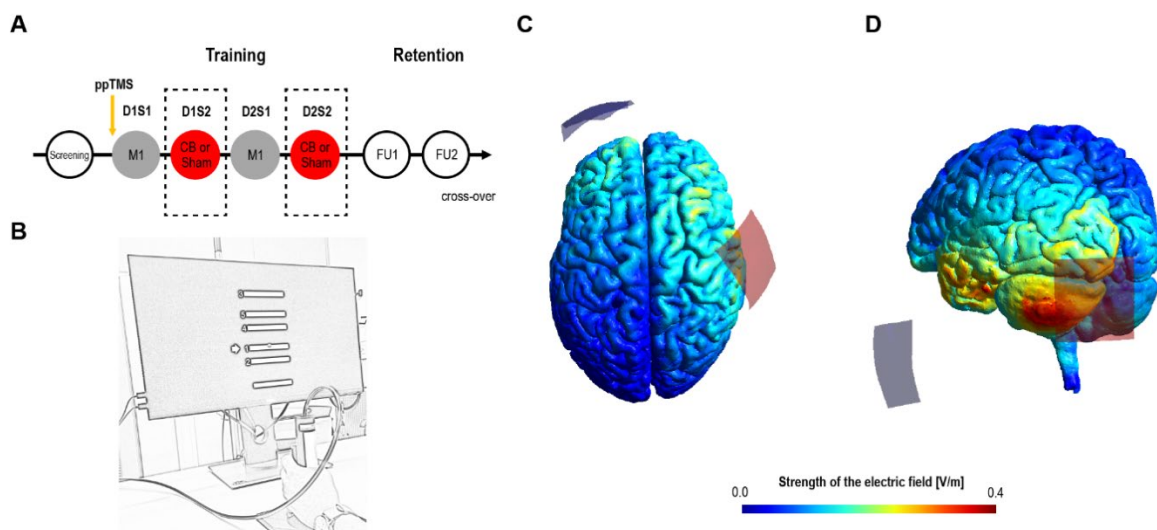 A
Training
Retention
ppTMS
D1S1
D1S2
D2S1
D2S2
Screening
M1
CB or
Sham
M1
CB or
Sham
FU1
FU2
cross-over
B
C
D
Strength of the electric field [V/m]
0.0
0.4